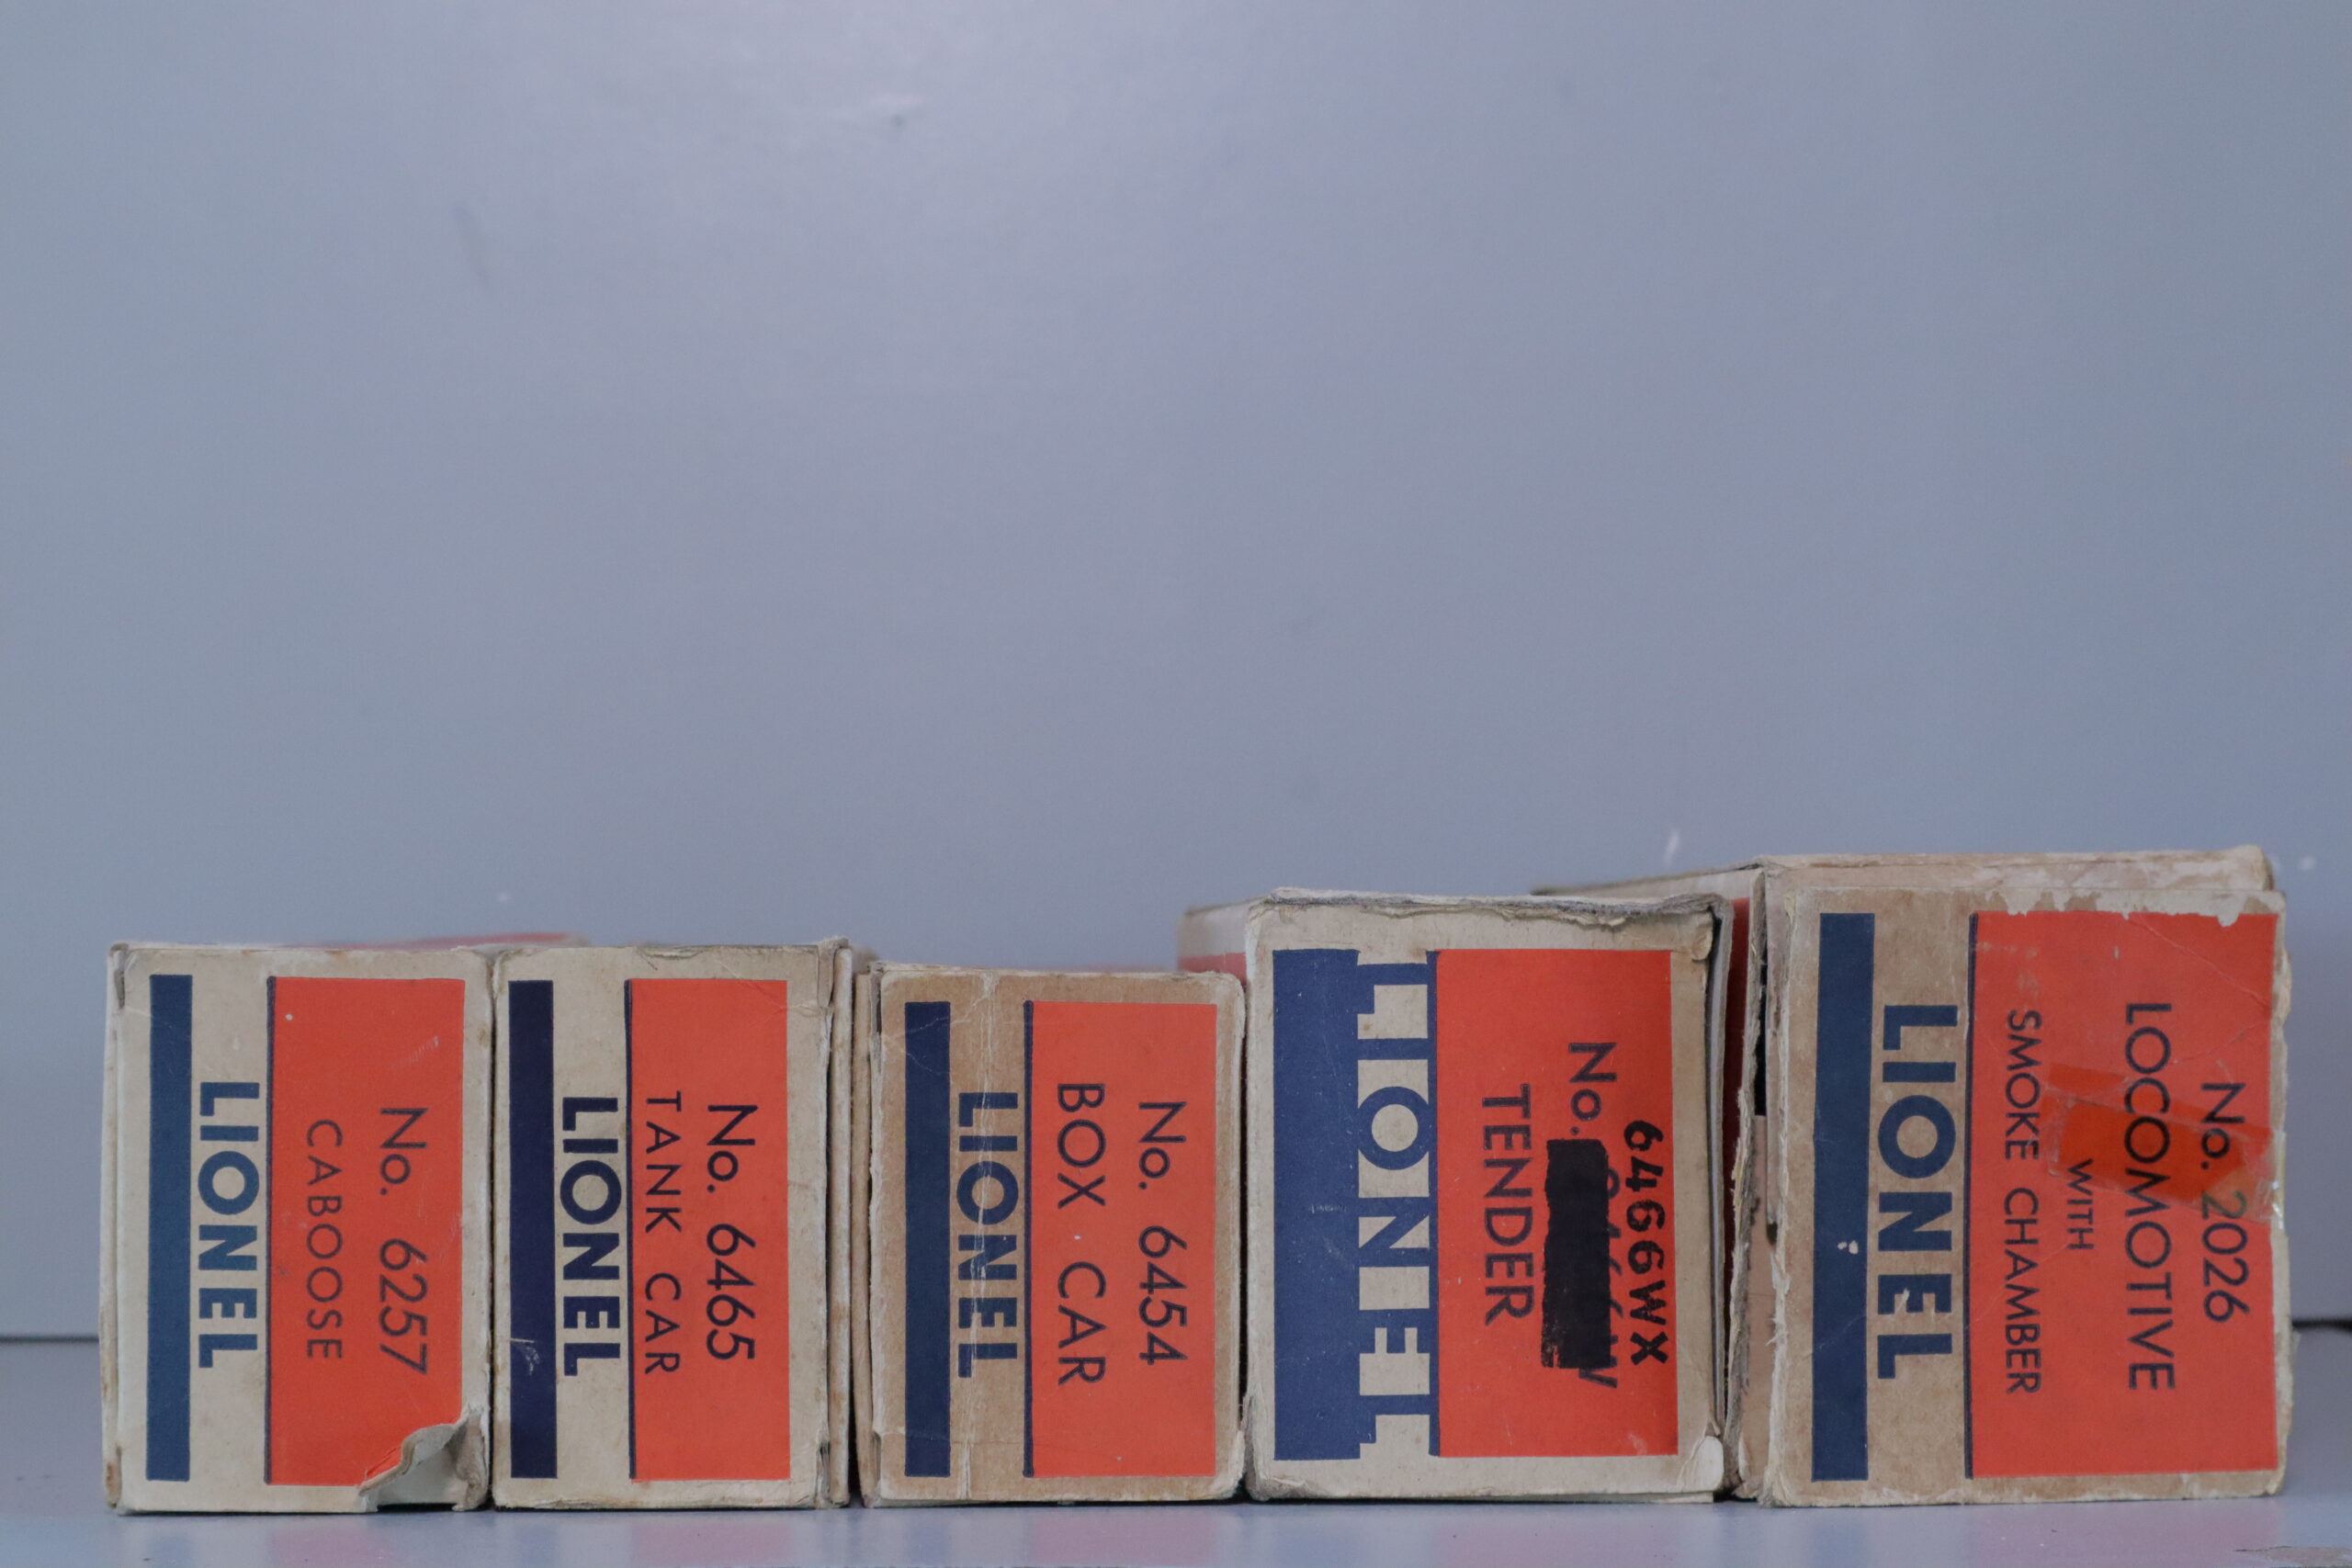 No. 6257
CABOOSE
LIONEL
No. 6465
TANK CAR
LIONEL
No. 6454
BOX CAR
LIONEL
6466WX
No.
TENDER
LIONEL
No. 2026
LOCOMOTIVE
WITH
SMOKE CHAMBER
LIONEL